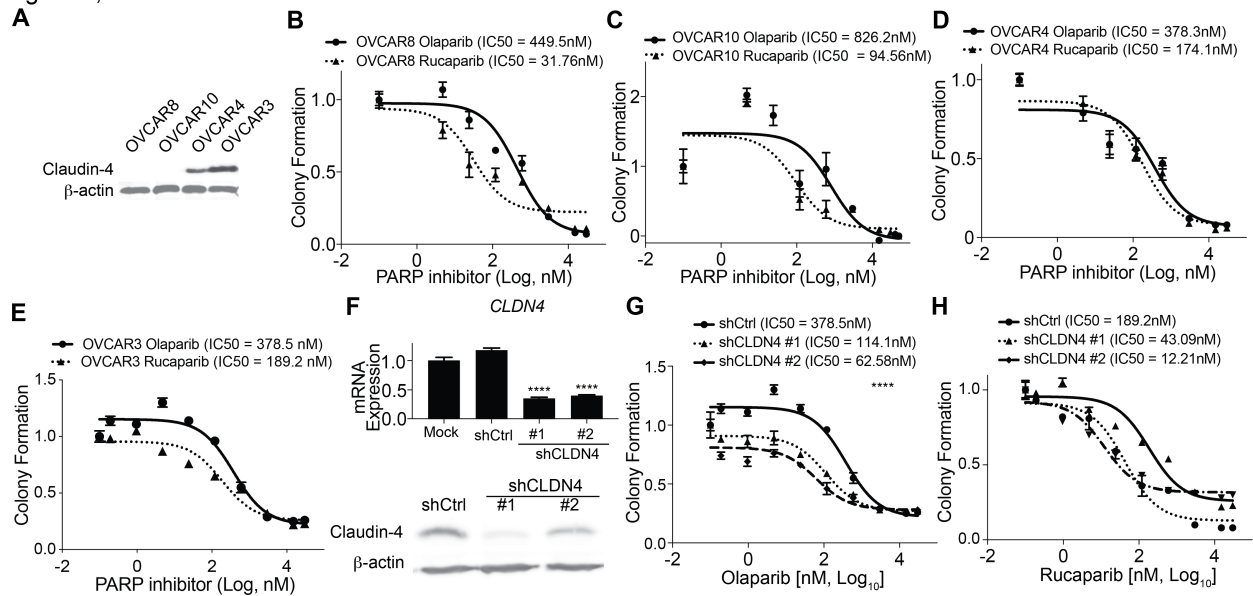 A
OVCAR8
OVCAR10
OVCAR4
OVCAR3
Claudin-4
β-actin
B
OVCAR8 Olaparib (IC50 = 449.5nM)
OVCAR8 Rucaparib (IC50 = 31.76nM)
Colony Formation
1.0
0.5
0.0
-2
0
2
4
PARP inhibitor (Log, nM)
C
OVCAR10 Olaparib (IC50 = 826.2nM)
OVCAR10 Rucaparib (IC50 = 94.56nM)
Colony Formation
2
1
0
-2
0
2
4
PARP inhibitor (Log, nM)
D
OVCAR4 Olaparib (IC50 = 378.3nM)
OVCAR4 Rucaparib (IC50 = 174.1nM)
Colony Formation
1.0
0.5
0
-2
0
2
4
PARP inhibitor (Log, nM)
E
OVCAR3 Olaparib (IC50 = 378.5 nM)
OVCAR3 Rucaparib (IC50 = 189.2 nM)
Colony Formation
1.5
1.0
0.5
0.0
-2
0
2
4
PARP inhibitor (Log, nM)
F
CLDN4
mRNA
Expression
1.0
0.5
0.0
****
****
Mock
shCtrl
#1
#2
shCLDN4
shCLDN4
shCtrl
#1
#2
Claudin-4
β-actin
G
shCtrl (IC50 = 378.5nM)
shCLDN4 #1 (IC50 = 114.1nM)
shCLDN4 #2 (IC50 = 62.58nM)
****
Colony Formation
1.5
1.0
0.5
0.0
-2
0
2
4
Olaparib [nM, Log10]
H
shCtrl (IC50 = 189.2nM)
shCLDN4 #1 (IC50 = 43.09nM)
shCLDN4 #2 (IC50 = 12.21nM)
Colony Formation
1.0
0.5
0.0
-2
0
2
4
Rucaparib [nM, Log10]